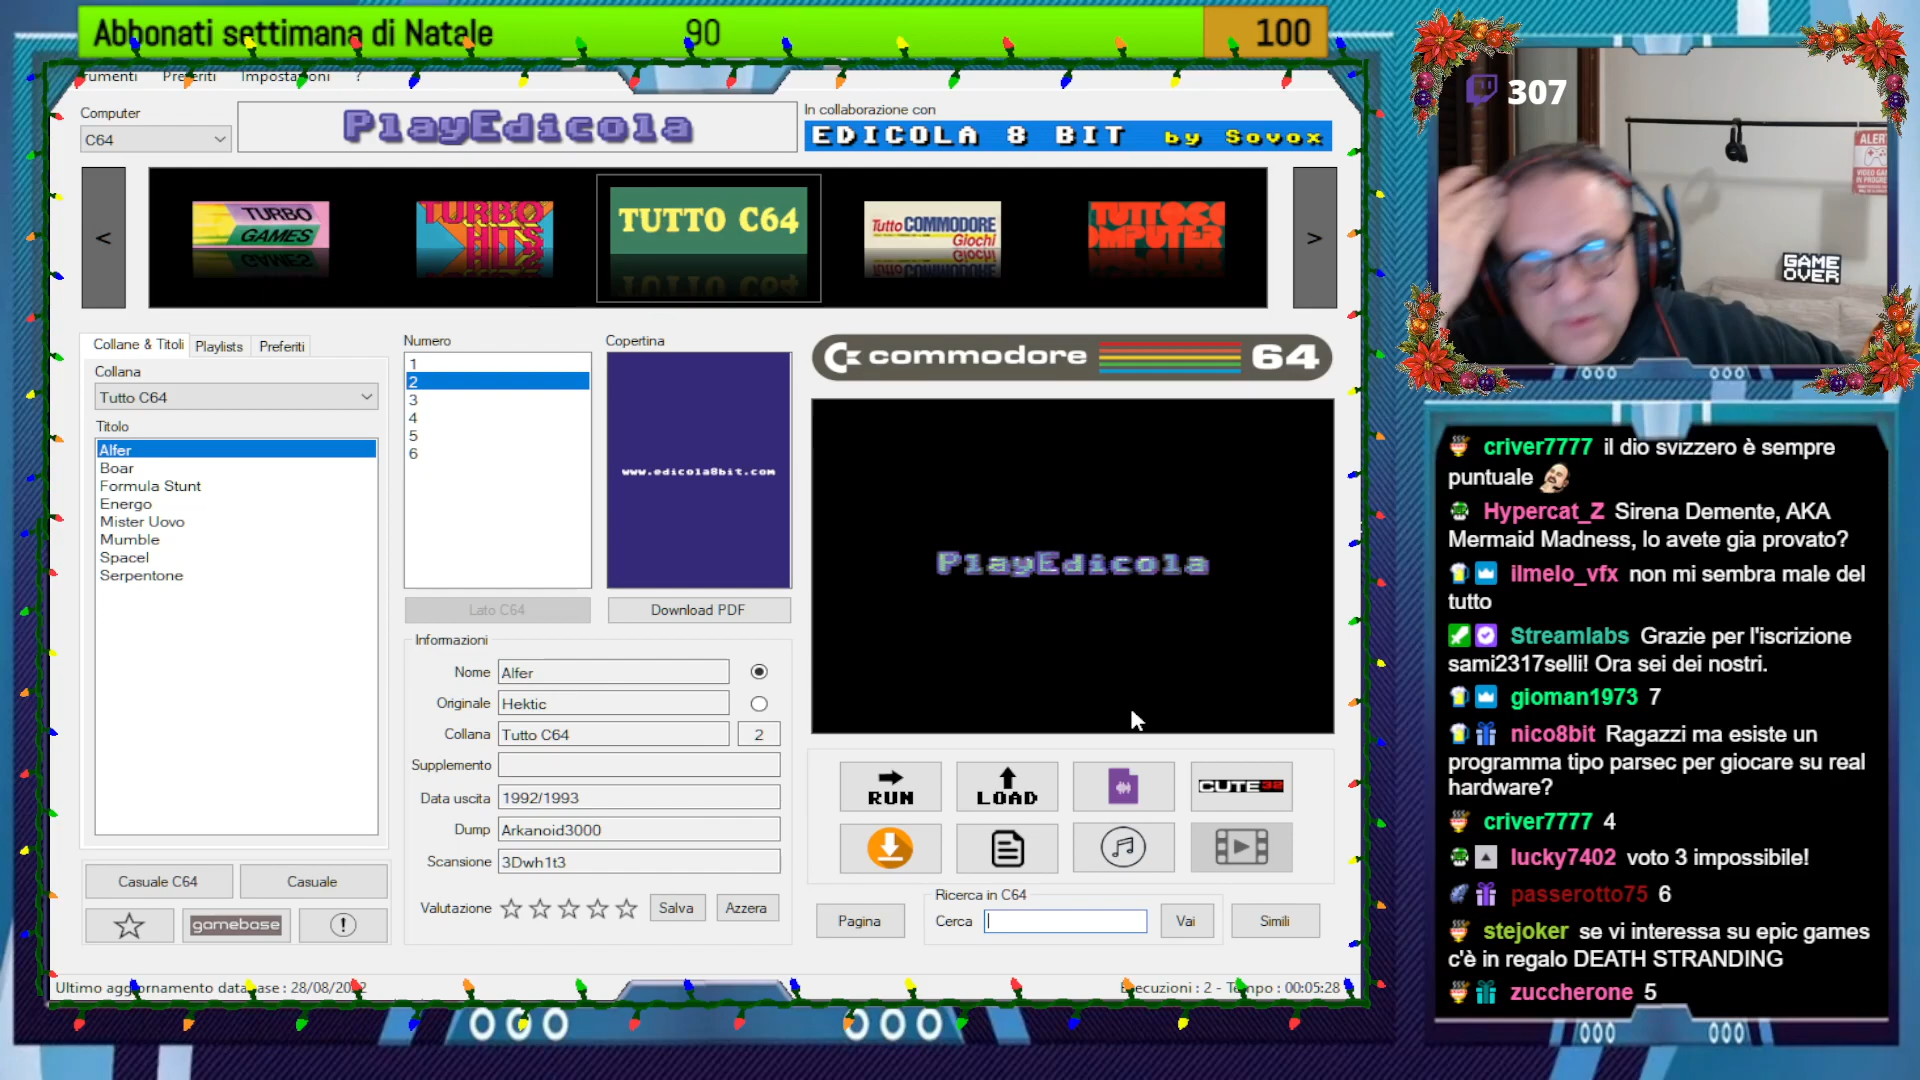 Abbonati settimana di Natale 90 100
rumenti Preferiti Impostazioni ?
Computer
C64
PlayEdicola
In collaborazione con
EDICOLA 8 BIT by Sovox
<
TURBO GAMES
TURBO HITS
TUTTO C64
Tutto COMMODORE Giochi
>
Collane & Titoli Playlists Preferiti
Collana
Tutto C64
Titolo
Alfer
Boar
Formula Stunt
Energo
Mister Uovo
Mumble
Spacel
Serpentone
Numero
1
2
3
4
5
6
Copertina
www.edicola8bit.com
Lato C64
Download PDF
Informazioni
Nome Alfer
Originale Hektic
Collana Tutto C64 2
Supplemento
Data uscita 1992/1993
Dump Arkanoid3000
Scansione 3Dwh1t3
Valutazione Salva Azzera
Casuale C64 Casuale
gamebase
commodore 64
PlayEdicola
RUN LOAD CUTE32
Ricerca in C64
Pagina Cerca Vai Simili
Ultimo aggiornamento database : 28/08/2022
Esecuzioni : 2 - Tempo : 00:05:28
307
ALERT
GAME OVER
criver7777 il dio svizzero è sempre
puntuale
Hypercat_Z Sirena Demente, AKA
Mermaid Madness, lo avete gia provato?
ilmelo_vfx non mi sembra male del
tutto
Streamlabs Grazie per l'iscrizione
sami2317selli! Ora sei dei nostri.
gioman1973 7
nico8bit Ragazzi ma esiste un
programma tipo parsec per giocare su real
hardware?
criver7777 4
lucky7402 voto 3 impossibile!
passerotto75 6
stejoker se vi interessa su epic games
c'è in regalo DEATH STRANDING
zuccherone 5